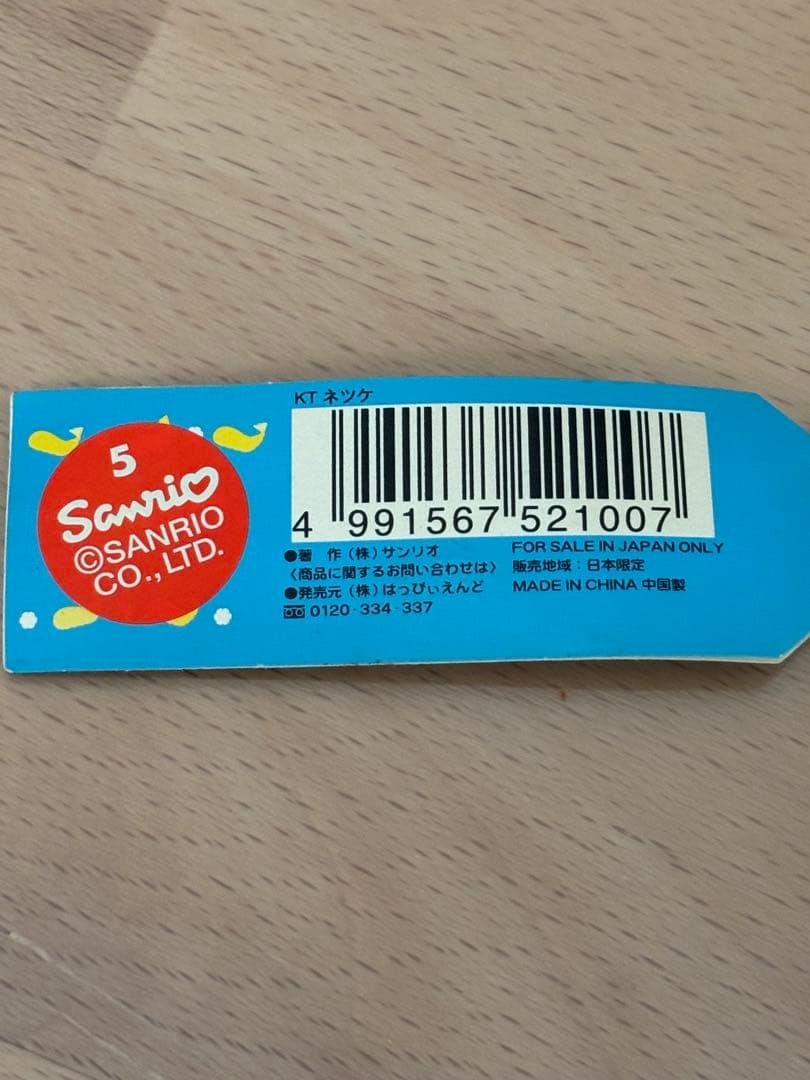 5
Sanrio
©SANRIO
CO., LTD.
KT ネツケ
4 991567 521007
●著 作 (株) サンリオ
〈商品に関するお問い合わせは〉
●発売元 (株) はっぴぃえんど
0120-334-337
FOR SALE IN JAPAN ONLY
販売地域：日本限定
MADE IN CHINA 中国製